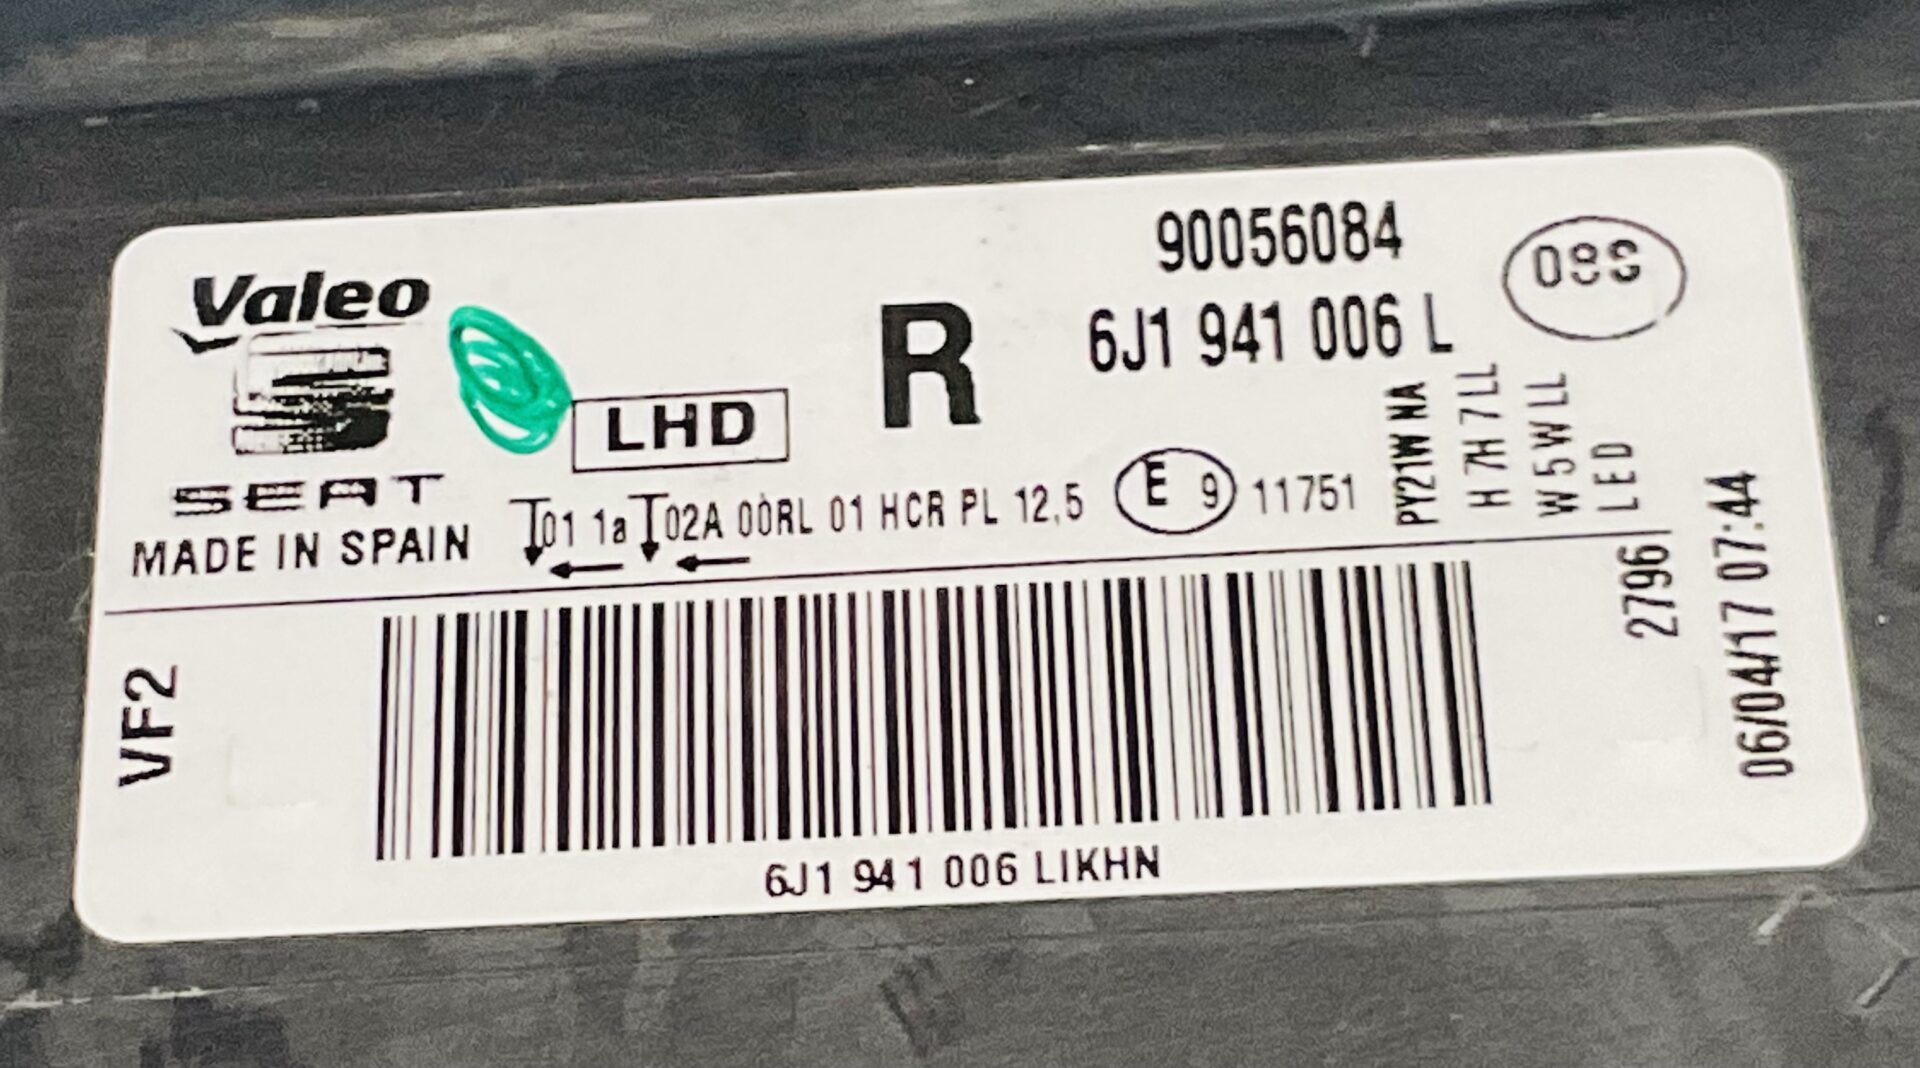 Valeo
SEAT
MADE IN SPAIN
LHD
R
90056084
6J1 941 006 L
01 1a 02A 00RL 01 HCR PL 12,5
E 9 11751
PY21W NA
H 7H 7 LL
W 5 W LL
LED
2796
06/04/17 07:44
VF2
6J1 941 006 LIKHN